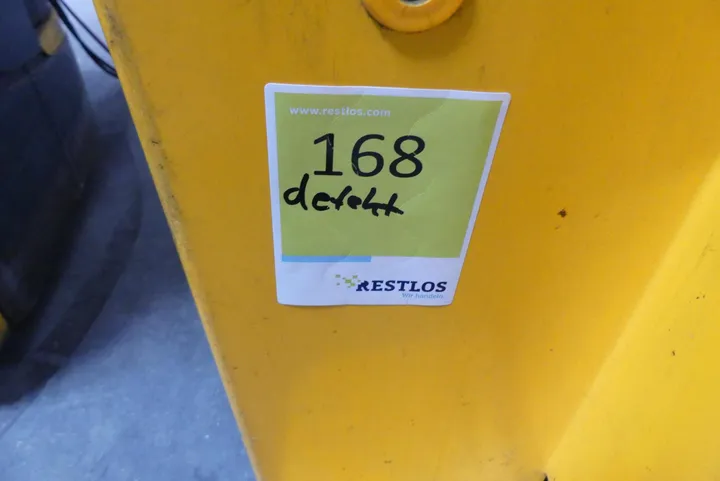 www.restlos.com
168
defekt
RESTLOS
Wir handeln.